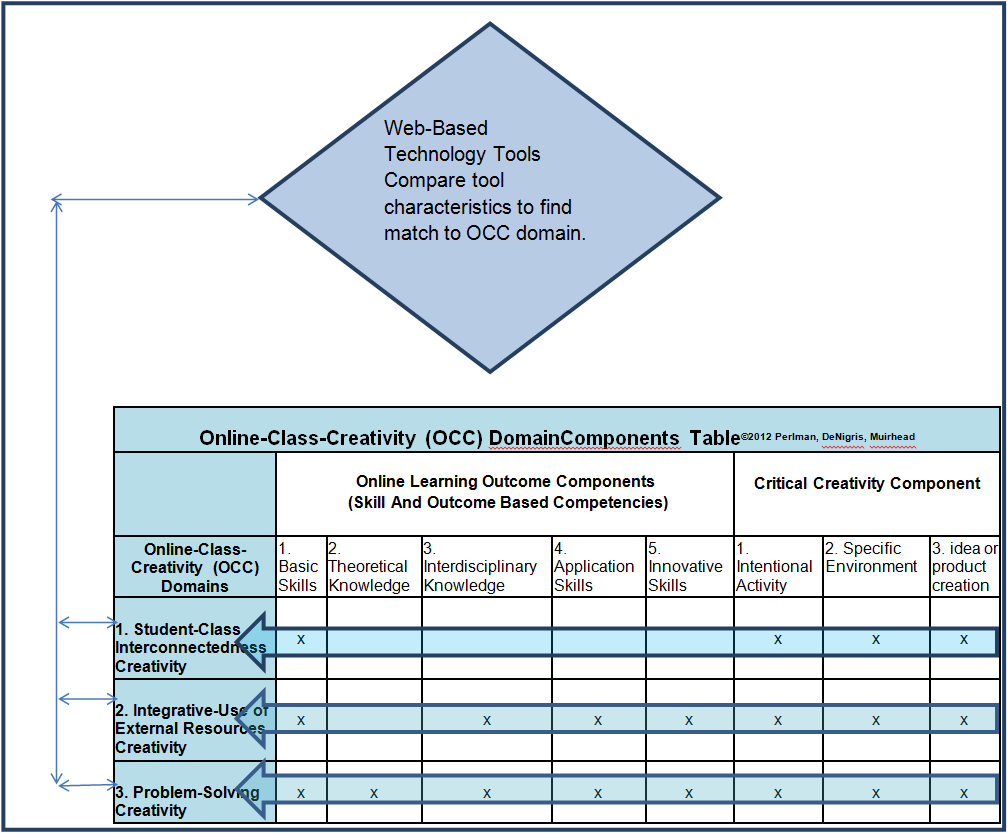 Web-Based
Technology Tools
Compare tool
characteristics to find
match to OCC domain.
Online-Class-Creativity (OCC) DomainComponents Table©2012 Perlman, DeNigris, Muirhead
Online Learning Outcome Components
(Skill And Outcome Based Competencies)
Critical Creativity Component
Online-Class-
Creativity (OCC)
Domains
1.
Basic
Skills
2.
Theoretical
Knowledge
3.
Interdisciplinary
Knowledge
4.
Application
Skills
5.
Innovative
Skills
1.
Intentional
Activity
2. Specific
Environment
3. idea or
product
creation
1. Student-Class
Interconnectedness
Creativity
x x x x
2. Integrative-Use of
External Resources
Creativity
x x x x x x x
3. Problem-Solving
Creativity
x x x x x x x x